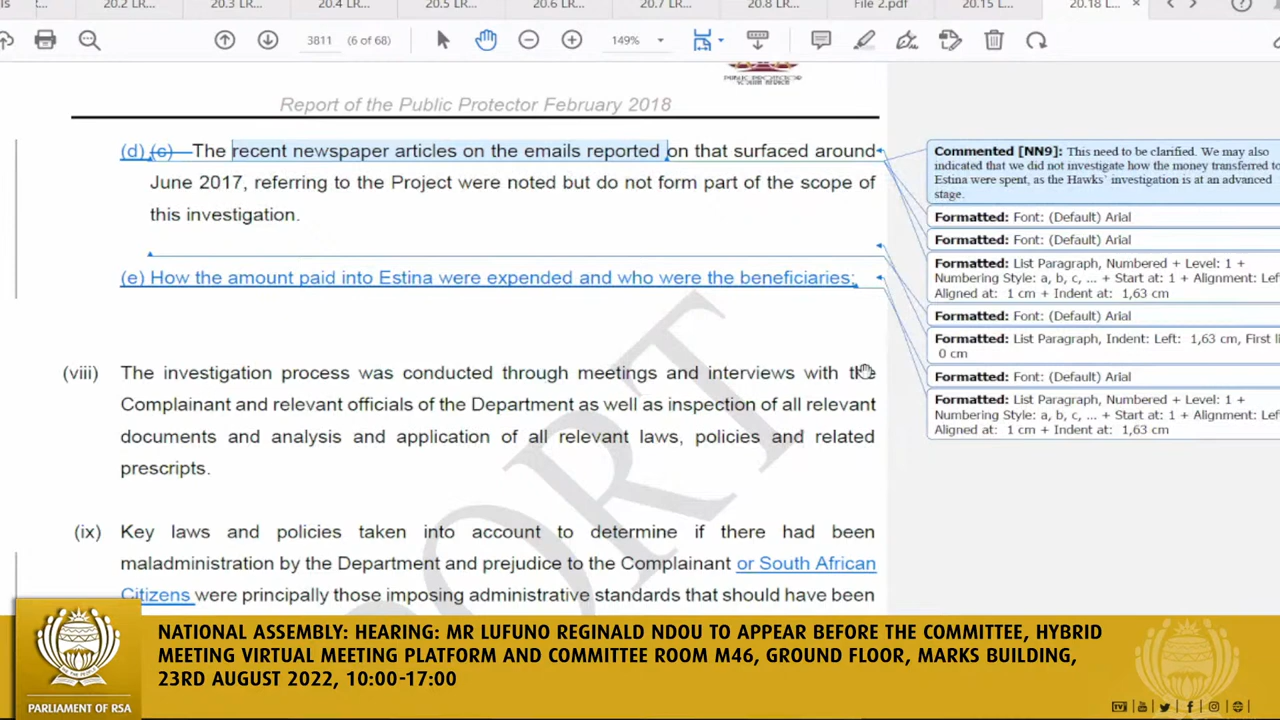 20.2 LR...
20.3 LR...
20.4 LR...
20.5 LR...
20.6 LR...
20.7 LR...
20.8 LR...
File 2.pdf
20.15 L...
20.18 L...
3811 (6 of 68)
149%
PUBLIC PROTECTOR
SOUTH AFRICA
Report of the Public Protector February 2018
(d) (c) The recent newspaper articles on the emails reported on that surfaced around
June 2017, referring to the Project were noted but do not form part of the scope of
this investigation.
(e) How the amount paid into Estina were expended and who were the beneficiaries;
(viii) The investigation process was conducted through meetings and interviews with the
Complainant and relevant officials of the Department as well as inspection of all relevant
documents and analysis and application of all relevant laws, policies and related
prescripts.
(ix) Key laws and policies taken into account to determine if there had been
maladministration by the Department and prejudice to the Complainant or South African
Citizens were principally those imposing administrative standards that should have been
Commented [NN9]: This need to be clarified. We may also
indicated that we did not investigate how the money transferred to
Estina were spent, as the Hawks` investigation is at an advanced
stage.
Formatted: Font: (Default) Arial
Formatted: Font: (Default) Arial
Formatted: List Paragraph, Numbered + Level: 1 +
Numbering Style: a, b, c, ... + Start at: 1 + Alignment: Lef
Aligned at: 1 cm + Indent at: 1,63 cm
Formatted: Font: (Default) Arial
Formatted: List Paragraph, Indent: Left: 1,63 cm, First li
0 cm
Formatted: Font: (Default) Arial
Formatted: List Paragraph, Numbered + Level: 1 +
Numbering Style: a, b, c, ... + Start at: 1 + Alignment: Lef
Aligned at: 1 cm + Indent at: 1,63 cm
PORT
NATIONAL ASSEMBLY: HEARING: MR LUFUNO REGINALD NDOU TO APPEAR BEFORE THE COMMITTEE, HYBRID
MEETING VIRTUAL MEETING PLATFORM AND COMMITTEE ROOM M46, GROUND FLOOR, MARKS BUILDING,
23RD AUGUST 2022, 10:00-17:00
PARLIAMENT OF RSA